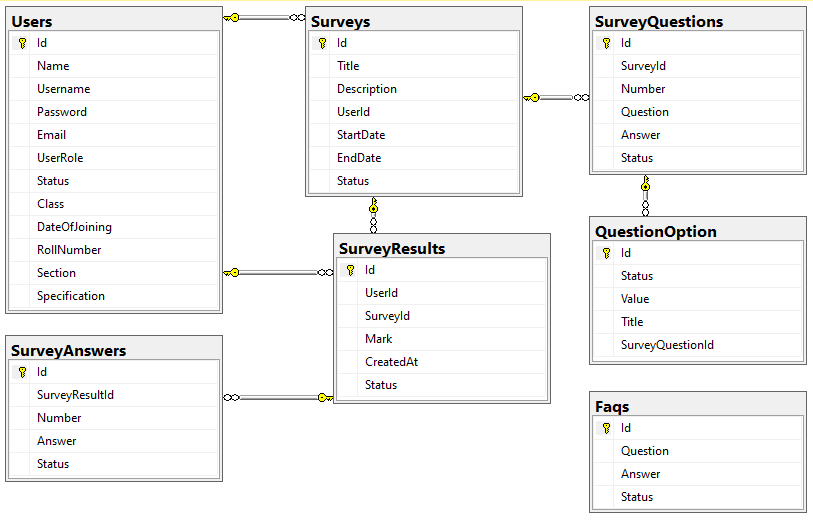 Users
Id
Name
Username
Password
Email
UserRole
Status
Class
DateOfJoining
RollNumber
Section
Specification
Surveys
Id
Title
Description
UserId
StartDate
EndDate
Status
SurveyQuestions
Id
SurveyId
Number
Question
Answer
Status
SurveyResults
Id
UserId
SurveyId
Mark
CreatedAt
Status
QuestionOption
Id
Status
Value
Title
SurveyQuestionId
SurveyAnswers
Id
SurveyResultId
Number
Answer
Status
Faqs
Id
Question
Answer
Status